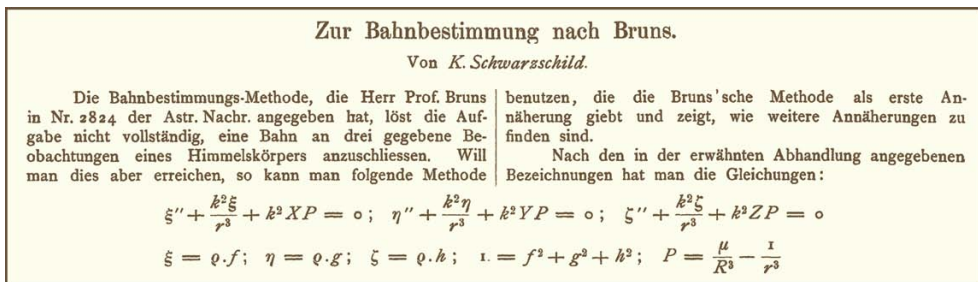 Zur Bahnbestimmung nach Bruns.
Von K. Schwarzschild.
Die Bahnbestimmungs-Methode, die Herr Prof. Bruns
in Nr. 2824 der Astr. Nachr. angegeben hat, löst die Auf-
gabe nicht vollständig, eine Bahn an drei gegebene Be-
obachtungen eines Himmelskörpers anzuschliessen. Will
man dies aber erreichen, so kann man folgende Methode
benutzen, die die Bruns'sche Methode als erste An-
näherung giebt und zeigt, wie weitere Annäherungen zu
finden sind.
Nach den in der erwähnten Abhandlung angegebenen
Bezeichnungen hat man die Gleichungen:
ξ'' + k²ξ/r³ + k²XP = 0; η'' + k²η/r³ + k²YP = 0; ζ'' + k²ζ/r³ + k²ZP = 0
ξ = ϱ.f; η = ϱ.g; ζ = ϱ.h; 1. = f² + g² + h²; P = μ/R³ − 1/r³